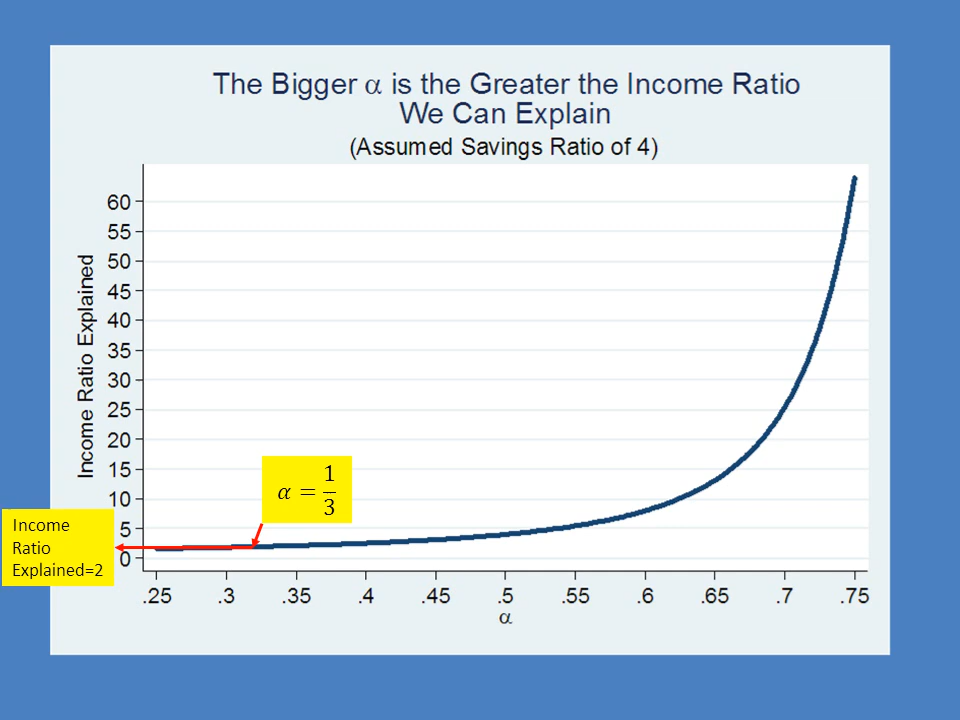 The Bigger α is the Greater the Income Ratio
We Can Explain
(Assumed Savings Ratio of 4)
Income Ratio Explained
60
55
50
45
40
35
30
25
20
15
10
5
0
α = 1/3
Income
Ratio
Explained=2
.25 .3 .35 .4 .45 .5 .55 .6 .65 .7 .75
α